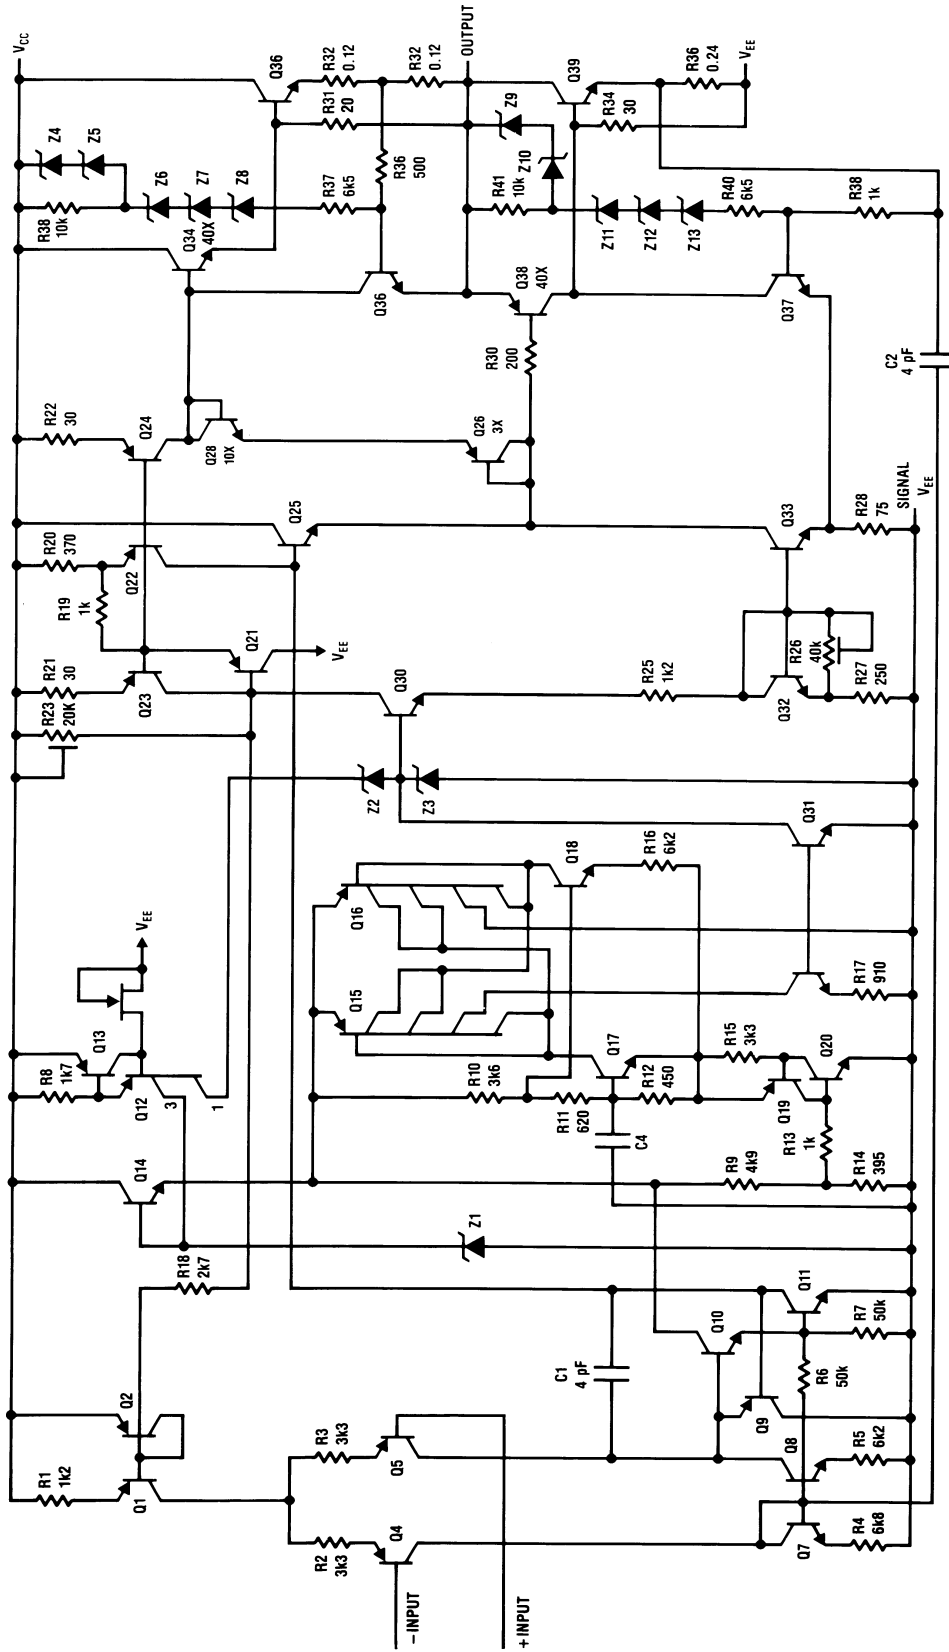 VCC
Q36
R32
0.12
R32
0.12
OUTPUT
Q39
R36
0.24
VEE
R31
20
R34
30
Z4
Z5
Z9
Z10
R38
10k
Z6
Z7
Z8
R37
6k5
R36
500
R41
10k
Z11
Z12
Z13
R40
6k5
R38
1k
Q34
40X
Q36
Q38
40X
Q37
R30
200
C2
4 pF
R22
30
Q24
Q28
10X
Q26
3X
R20
370
Q22
Q25
Q33
R28
75
SIGNAL
VEE
R19
1k
R21
30
Q23
Q21
VEE
R23
20K
Q30
R25
1k2
R26
40k
Q32
R27
250
Z2
Z3
Q31
Q16
Q18
R16
6k2
VEE
Q15
R17
910
Q13
R8
1k7
Q12
3
1
R10
3k6
Q17
R11
620
R12
450
R15
3k3
Q20
Q19
C4
R13
1k
Q14
R9
4k9
R14
395
Z1
R18
2k7
Q11
Q10
R7
50k
R6
50k
C1
4 pF
Q9
Q2
Q8
R5
6k2
R3
3k3
Q5
R1
1k2
Q1
R2
3k3
Q4
Q7
R4
6k8
– INPUT
+ INPUT